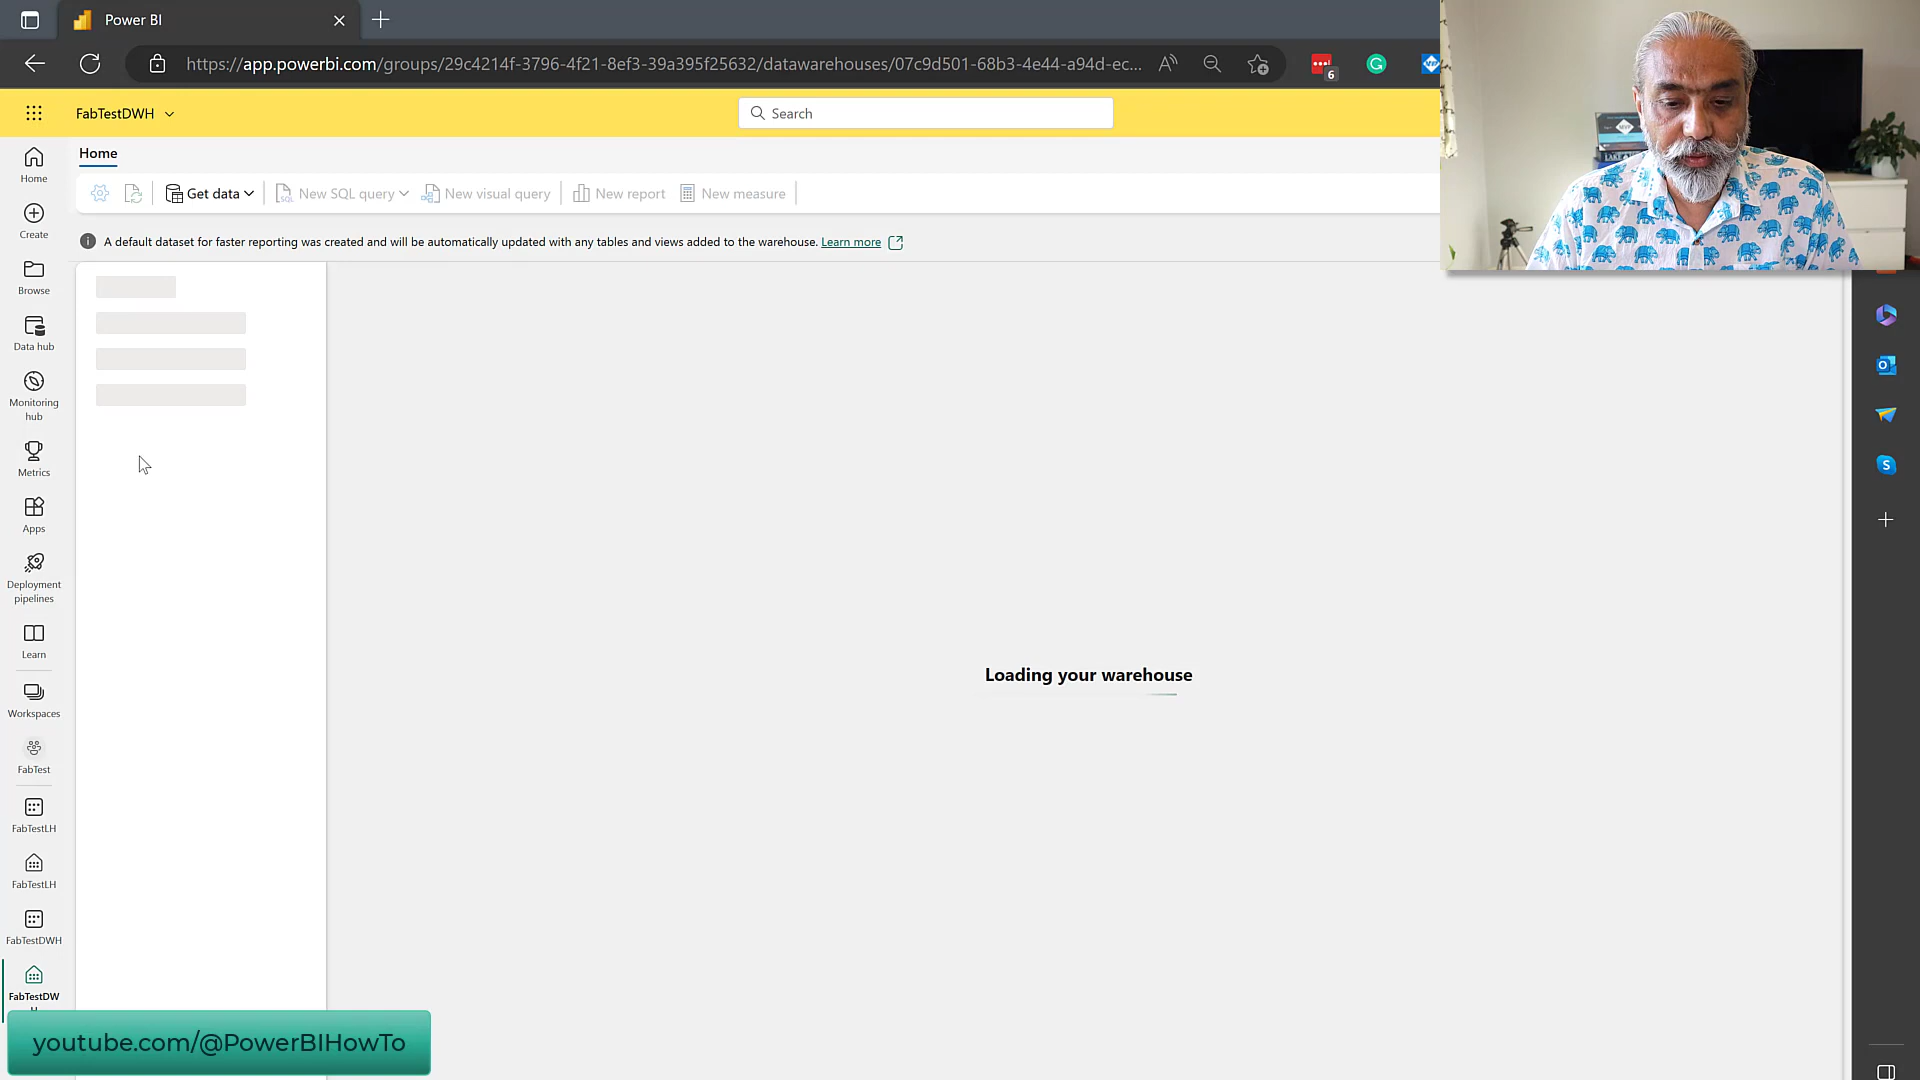 Power BI
https://app.powerbi.com/groups/29c4214f-3796-4f21-8ef3-39a395f25632/datawarehouses/07c9d501-68b3-4e44-a94d-ec...
6
FabTestDWH
Search
Home
Get data
New SQL query
New visual query
New report
New measure
A default dataset for faster reporting was created and will be automatically updated with any tables and views added to the warehouse. Learn more
Home
Create
Browse
Data hub
Monitoring
hub
Metrics
Apps
Deployment
pipelines
Learn
Workspaces
FabTest
FabTestLH
FabTestLH
FabTestDWH
FabTestDW
Loading your warehouse
youtube.com/@PowerBIHowTo